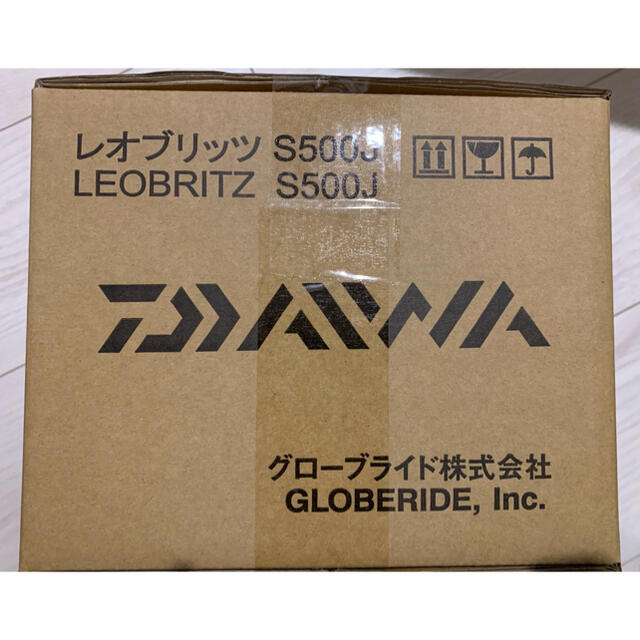 レオブリッツ S500J
LEOBRITZ S500J
DAIWA
グローブライド株式会社
GLOBERIDE, Inc.